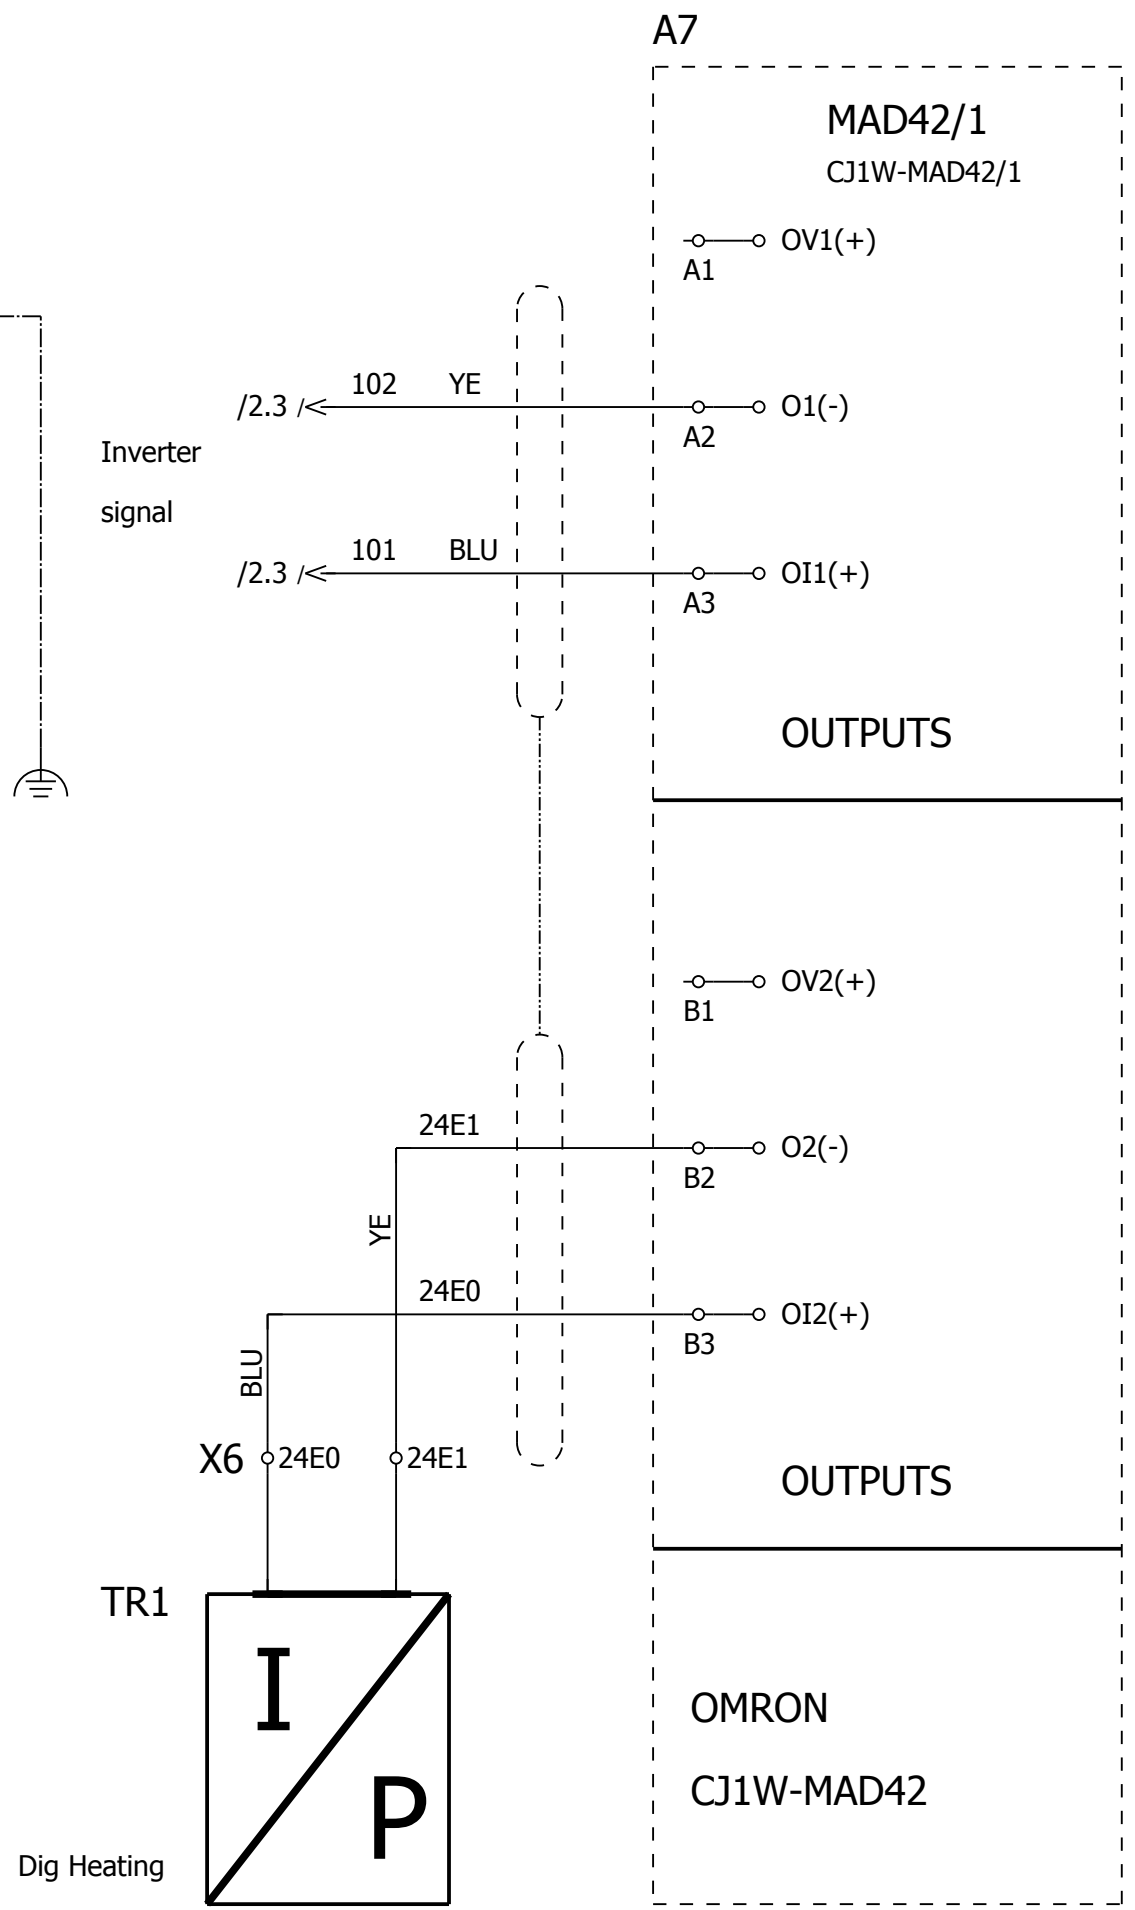 A7
MAD42/1
CJ1W-MAD42/1
OV1(+)
A1
102 YE
/2.3 /
O1(-)
A2
Inverter
signal
101 BLU
/2.3 /
OI1(+)
A3
OUTPUTS
OV2(+)
B1
24E1
O2(-)
B2
YE
24E0
OI2(+)
B3
BLU
X6 24E0 24E1
OUTPUTS
TR1
I
P
OMRON
CJ1W-MAD42
Dig Heating